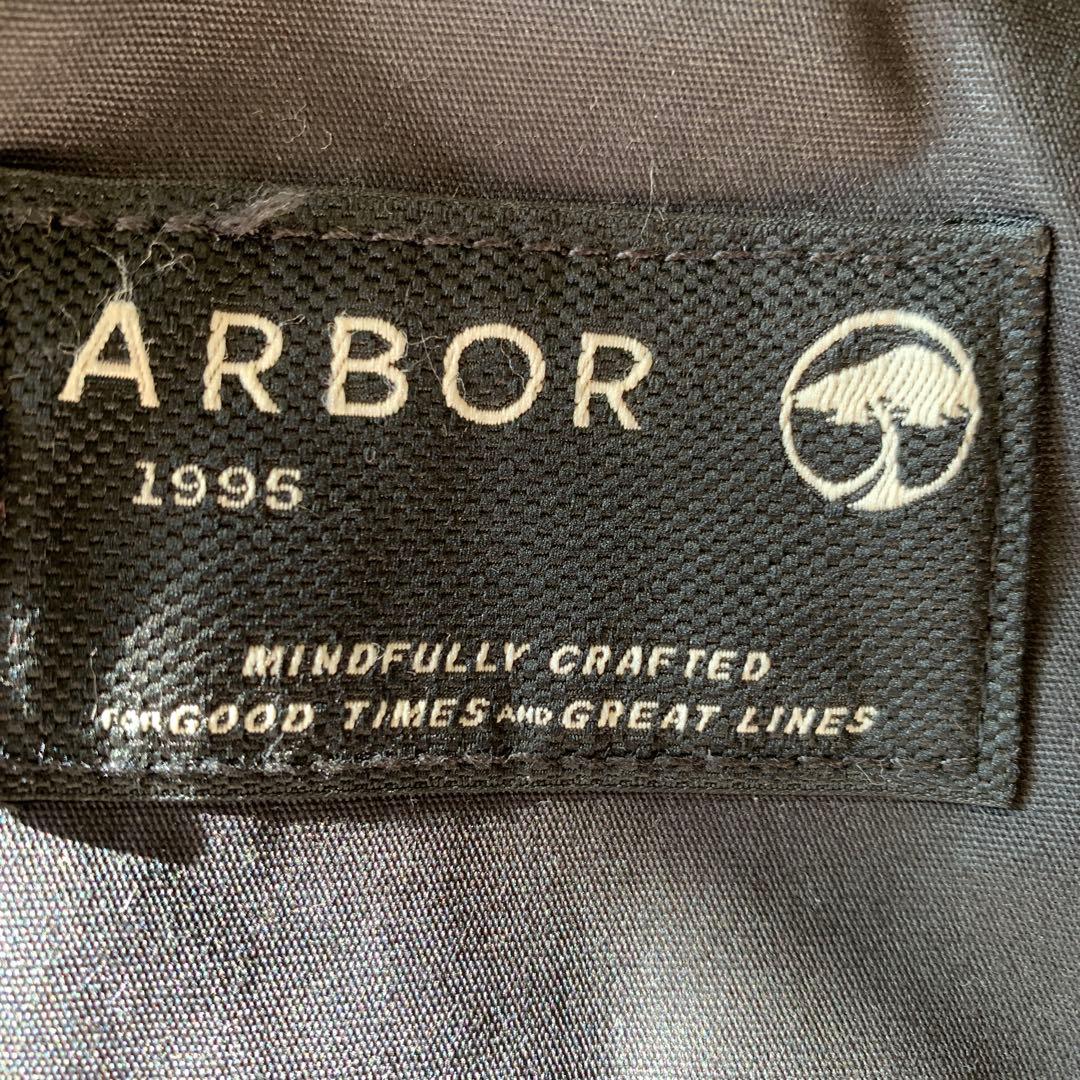 ARBOR
1995
MINDFULLY CRAFTED
FOR GOOD TIMES AND GREAT LINES